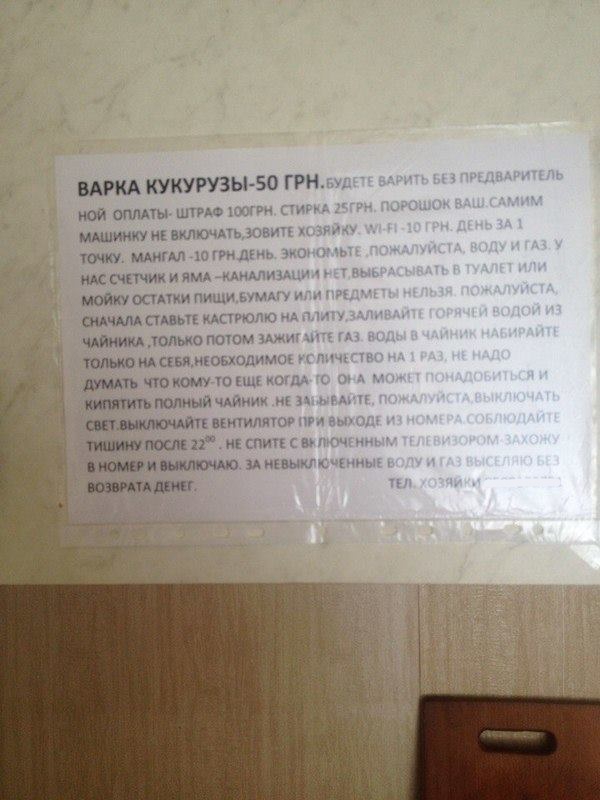 ВАРКА КУКУРУЗЫ-50 ГРН.БУДЕТЕ ВАРИТЬ БЕЗ ПРЕДВАРИТЕЛЬ
НОЙ ОПЛАТЫ- ШТРАФ 100ГРН. СТИРКА 25ГРН. ПОРОШОК ВАШ.САМИМ
МАШИНКУ НЕ ВКЛЮЧАТЬ,ЗОВИТЕ ХОЗЯЙКУ. WI-FI -10 ГРН. ДЕНЬ ЗА 1
ТОЧКУ. МАНГАЛ -10 ГРН.ДЕНЬ. ЭКОНОМЬТЕ ,ПОЖАЛУЙСТА, ВОДУ И ГАЗ. У
НАС СЧЕТЧИК И ЯМА –КАНАЛИЗАЦИИ НЕТ,ВЫБРАСЫВАТЬ В ТУАЛЕТ ИЛИ
МОЙКУ ОСТАТКИ ПИЩИ,БУМАГУ ИЛИ ПРЕДМЕТЫ НЕЛЬЗЯ. ПОЖАЛУЙСТА,
СНАЧАЛА СТАВЬТЕ КАСТРЮЛЮ НА ПЛИТУ,ЗАЛИВАЙТЕ ГОРЯЧЕЙ ВОДОЙ ИЗ
ЧАЙНИКА ,ТОЛЬКО ПОТОМ ЗАЖИГАЙТЕ ГАЗ. ВОДЫ В ЧАЙНИК НАБИРАЙТЕ
ТОЛЬКО НА СЕБЯ,НЕОБХОДИМОЕ КОЛИЧЕСТВО НА 1 РАЗ, НЕ НАДО
ДУМАТЬ ЧТО КОМУ-ТО ЕЩЕ КОГДА-ТО ОНА МОЖЕТ ПОНАДОБИТЬСЯ И
КИПЯТИТЬ ПОЛНЫЙ ЧАЙНИК .НЕ ЗАБЫВАЙТЕ, ПОЖАЛУЙСТА,ВЫКЛЮЧАТЬ
СВЕТ.ВЫКЛЮЧАЙТЕ ВЕНТИЛЯТОР ПРИ ВЫХОДЕ ИЗ НОМЕРА.СОБЛЮДАЙТЕ
ТИШИНУ ПОСЛЕ 22⁰⁰ . НЕ СПИТЕ С ВКЛЮЧЕННЫМ ТЕЛЕВИЗОРОМ-ЗАХОЖУ
В НОМЕР И ВЫКЛЮЧАЮ. ЗА НЕВЫКЛЮЧЕННЫЕ ВОДУ И ГАЗ ВЫСЕЛЯЮ БЕЗ
ВОЗВРАТА ДЕНЕГ. ТЕЛ. ХОЗЯЙКИ